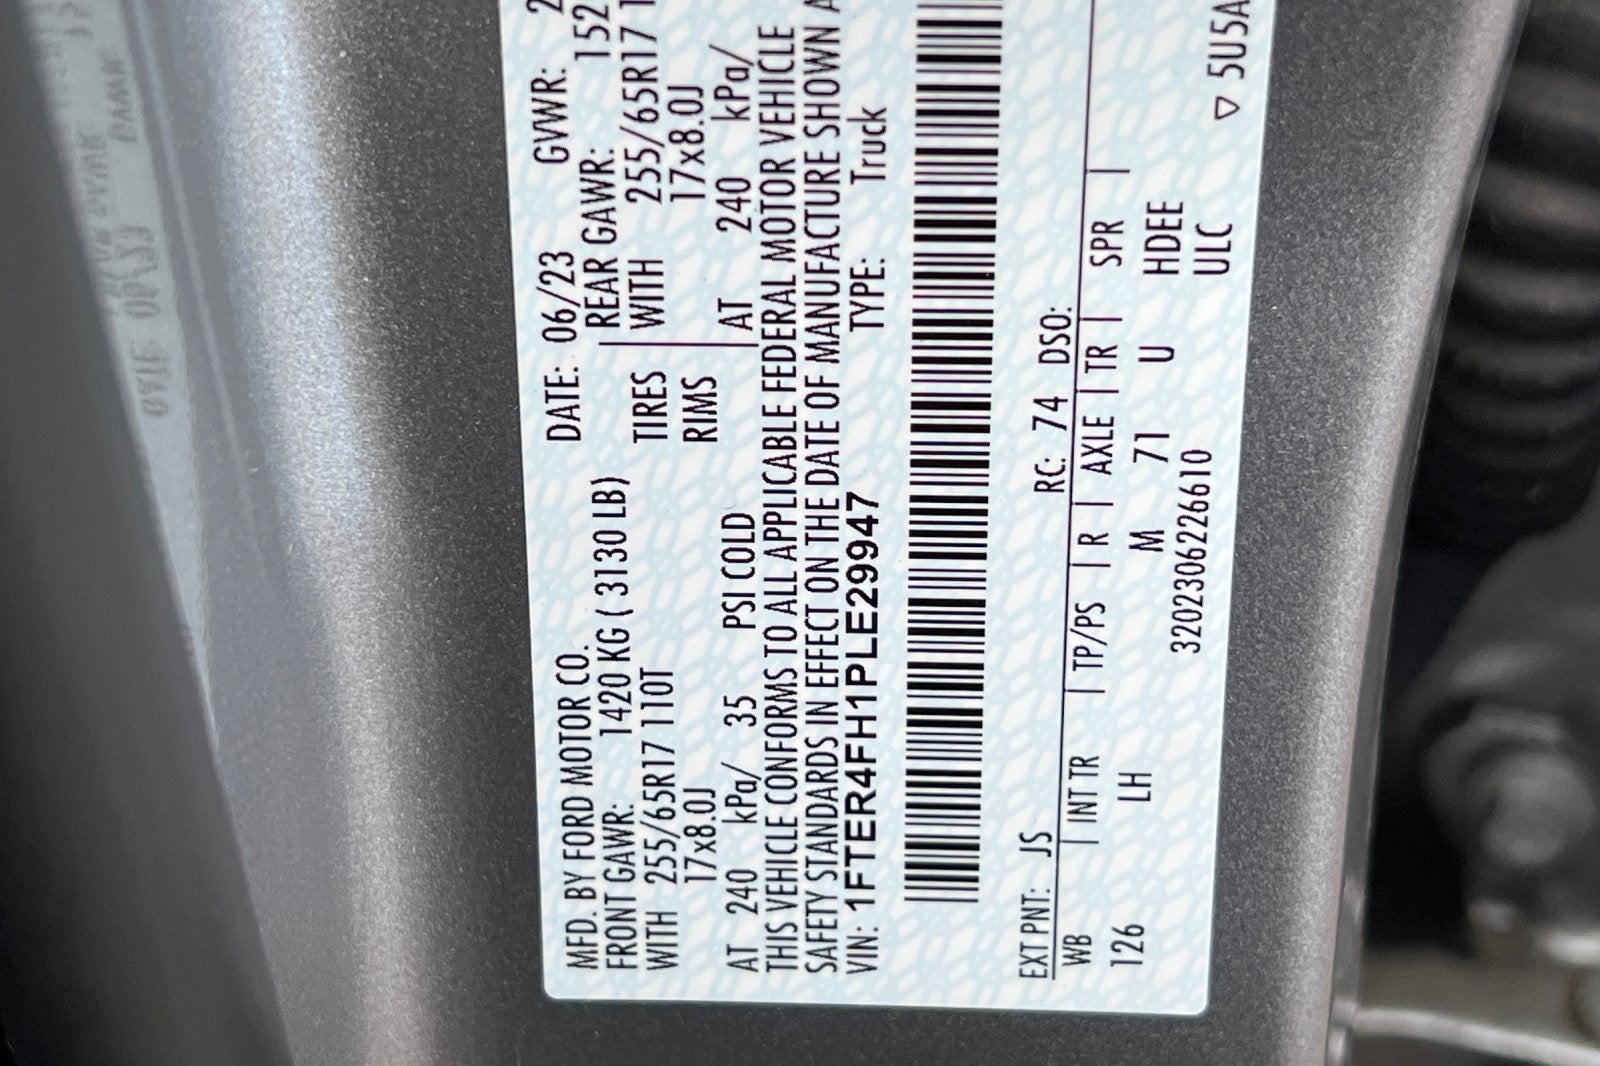 MFD. BY FORD MOTOR CO. DATE: 06/23 GVWR: 2
FRONT GAWR: 1420 KG ( 3130 LB) REAR GAWR: 152
WITH 255/65R17 110T TIRES WITH 255/65R17 1
17x8.0J RIMS 17x8.0J
AT 240 kPa/ 35 PSI COLD AT 240 kPa/
THIS VEHICLE CONFORMS TO ALL APPLICABLE FEDERAL MOTOR VEHICLE
SAFETY STANDARDS IN EFFECT ON THE DATE OF MANUFACTURE SHOWN A
VIN: 1FTER4FH1PLE29947 TYPE: Truck
EXT PNT: JS RC: 74 DSO:
WB | INT TR | TP/PS | R | AXLE | TR | SPR |
126 LH M 71 U HDEE
320230626610 ULC
▽ 5U5A